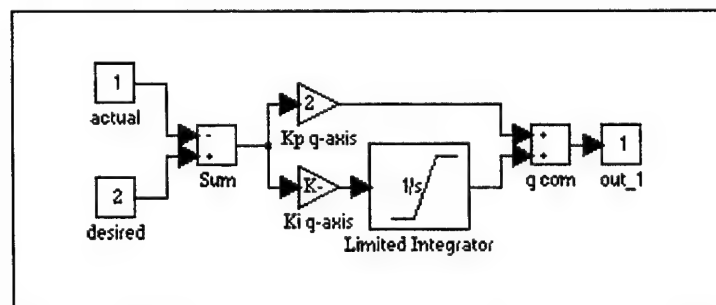 1
actual
2
desired
-
+
Sum
2
Kp q-axis
K-
Ki q-axis
1/s
Limited Integrator
+
+
q com
1
out_1